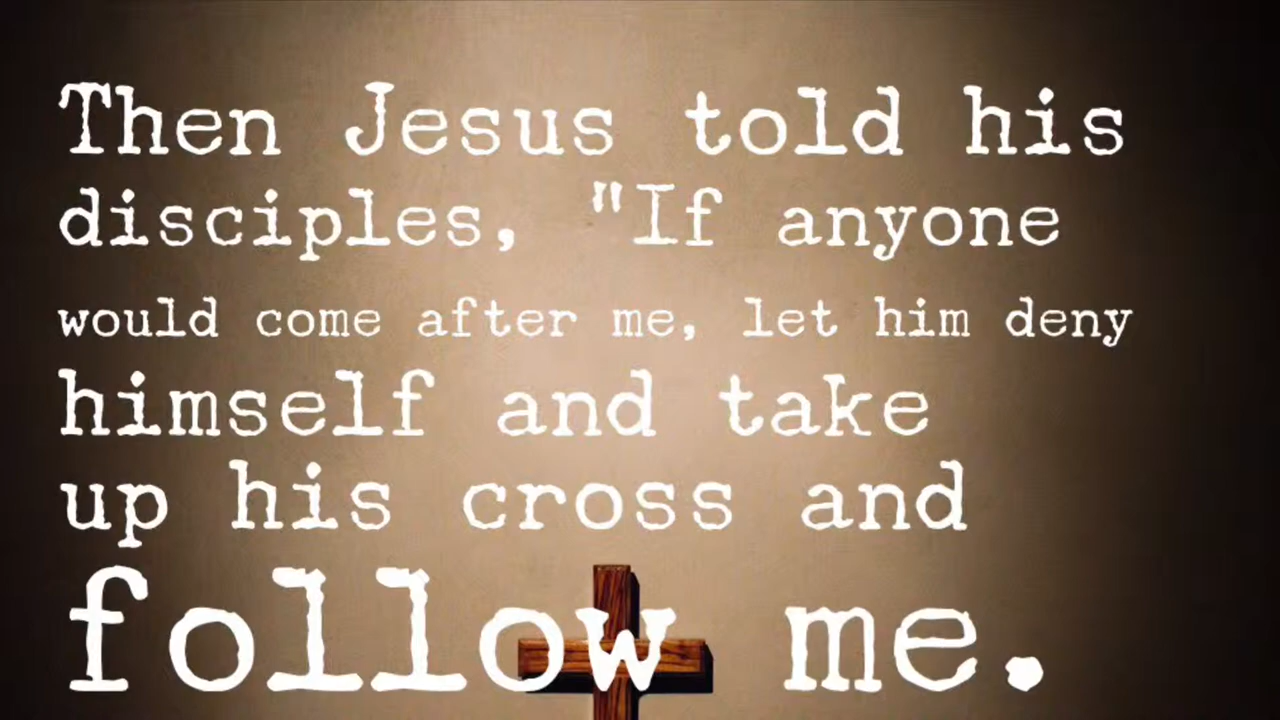 Then Jesus told his
disciples, "If anyone
would come after me, let him deny
himself and take
up his cross and
follow me.